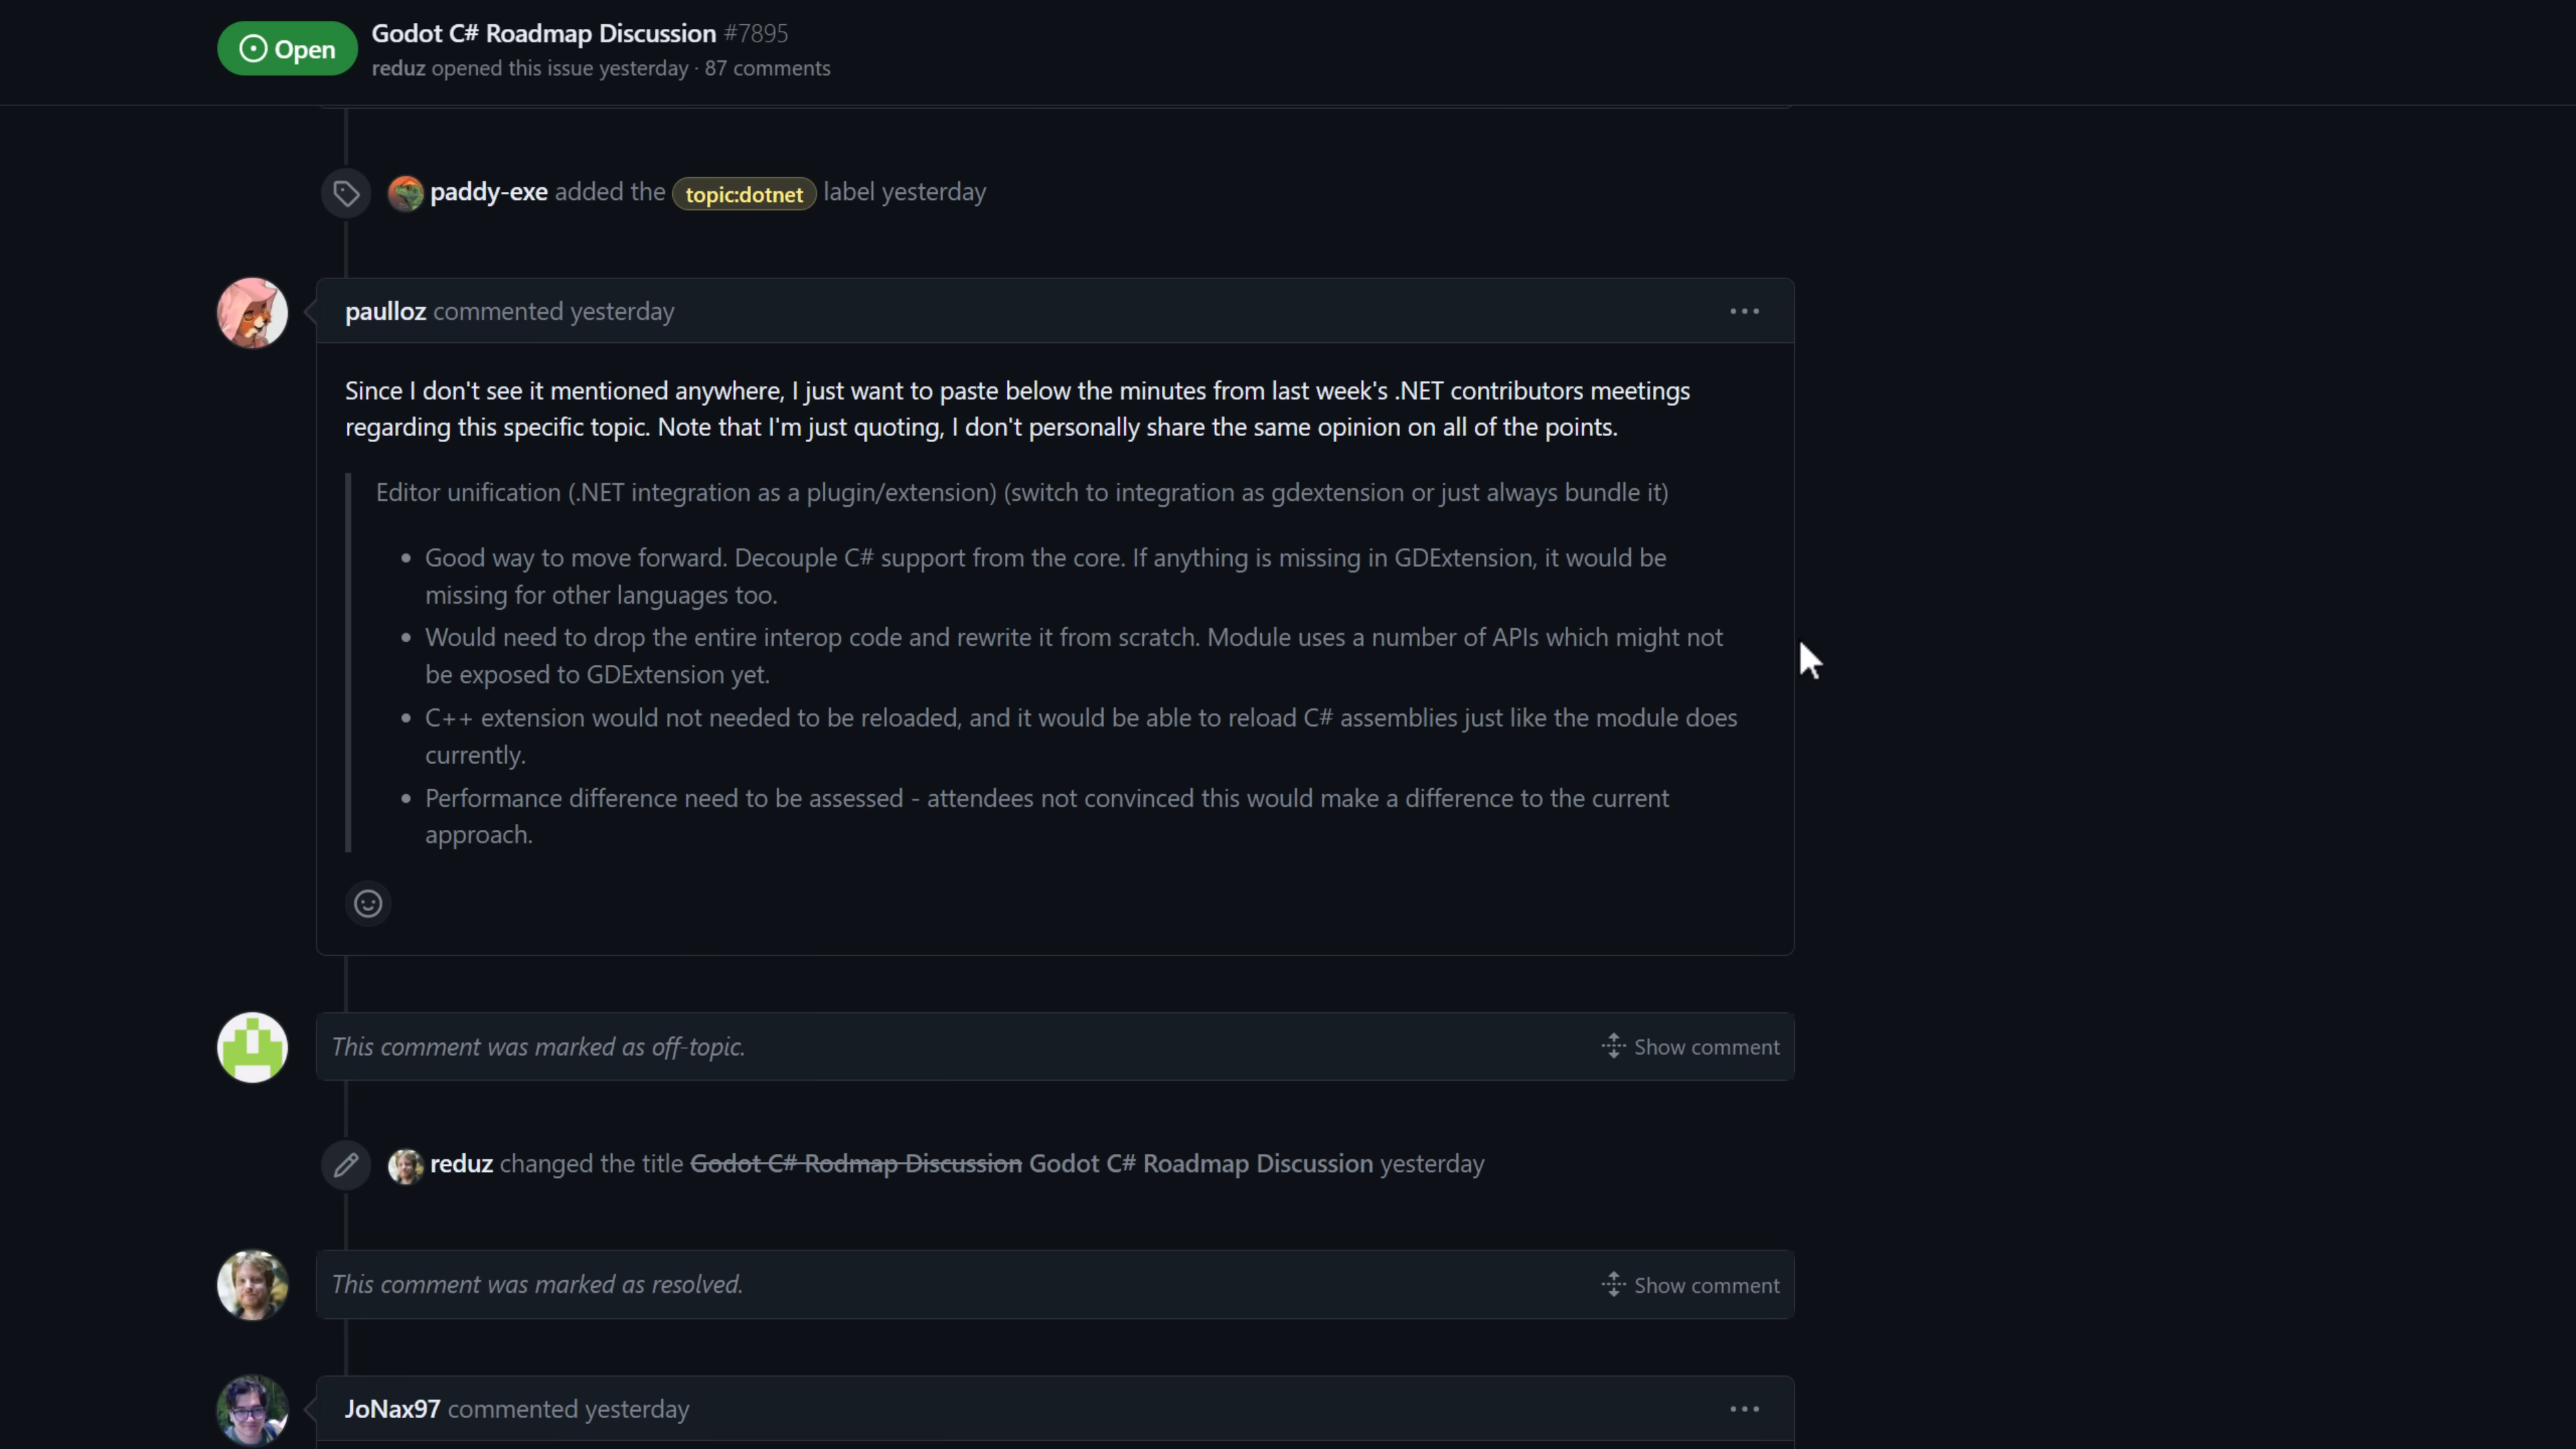 Open
Godot C# Roadmap Discussion #7895
reduz opened this issue yesterday · 87 comments
paddy-exe added the topic:dotnet label yesterday
paulloz commented yesterday
Since I don't see it mentioned anywhere, I just want to paste below the minutes from last week's .NET contributors meetings
regarding this specific topic. Note that I'm just quoting, I don't personally share the same opinion on all of the points.
Editor unification (.NET integration as a plugin/extension) (switch to integration as gdextension or just always bundle it)
• Good way to move forward. Decouple C# support from the core. If anything is missing in GDExtension, it would be
missing for other languages too.
• Would need to drop the entire interop code and rewrite it from scratch. Module uses a number of APIs which might not
be exposed to GDExtension yet.
• C++ extension would not needed to be reloaded, and it would be able to reload C# assemblies just like the module does
currently.
• Performance difference need to be assessed - attendees not convinced this would make a difference to the current
approach.
This comment was marked as off-topic.
Show comment
reduz changed the title Godot C# Rodmap Discussion Godot C# Roadmap Discussion yesterday
This comment was marked as resolved.
Show comment
JoNax97 commented yesterday